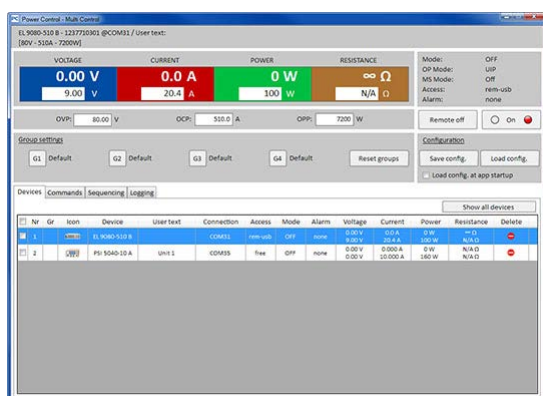 Power Control - Multi Control
EL 9080-510 B - 1237710301 @COM31 / User text:
[80V - 510A - 7200W]
VOLTAGE CURRENT POWER RESISTANCE
0.00 V 0.0 A 0 W ∞ Ω
9.00 V 20.4 A 100 W N/A Ω
Mode: OFF
OP Mode: UIP
MS Mode: Off
Access: rem-usb
Alarm: none
OVP: 80.00 V OCP: 510.0 A OPP: 7200 W
Remote off On
Group settings
G1 Default G2 Default G3 Default G4 Default Reset groups
Configuration
Save config. Load config.
Load config. at app startup
Devices Commands Sequencing Logging
Show all devices
Nr Gr Icon Device User text Connection Access Mode Alarm Voltage Current Power Resistance Delete
1 EL 9080-510 B COM31 rem-usb OFF none 0.00 V 0.0 A 0 W ∞ Ω
9.00 V 20.4 A 100 W N/A Ω
2 PSI 5040-10 A Unit 1 COM35 free OFF none 0.00 V 0.000 A 0 W N/A Ω
0.00 V 10.000 A 160 W N/A Ω